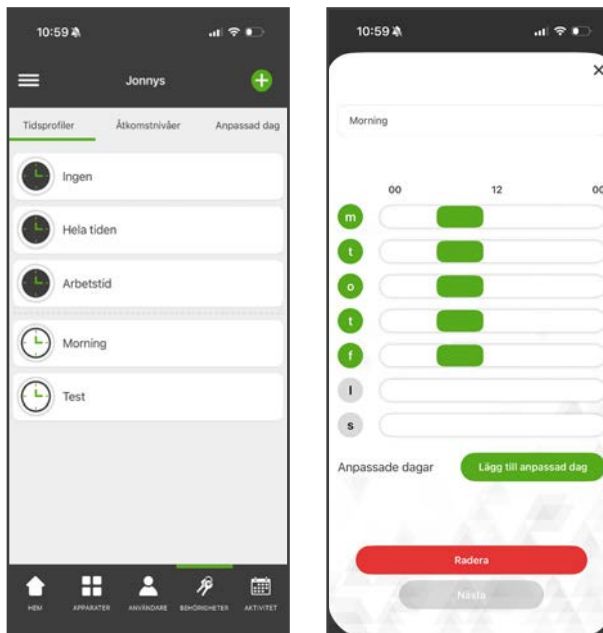 10:59
Jonnys
Tidsprofiler Åtkomstnivåer Anpassad dag
Ingen
Hela tiden
Arbetstid
Morning
Test
HEM APPARATER ANVÄNDARE BEHÖRIGHETER AKTIVITET
10:59
Morning
00 12 00
m
t
o
t
f
l
s
Anpassade dagar Lägg till anpassad dag
Radera
Nästa